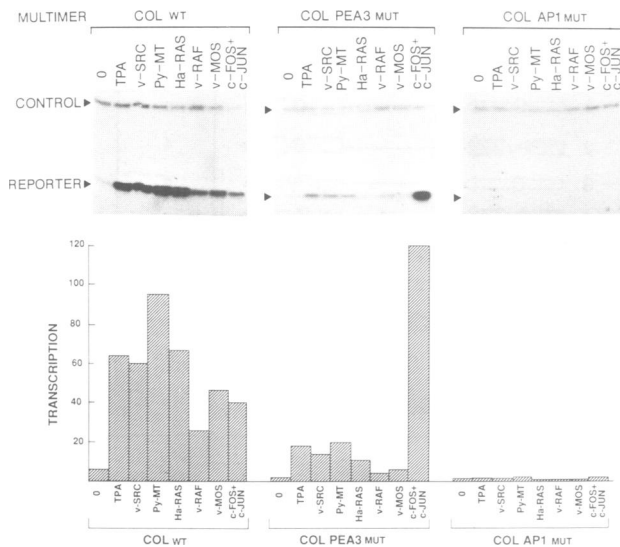 MULTIMER COL WT COL PEA3 MUT COL AP1 MUT
0 TPA v-SRC Py-MT Ha-RAS v-RAF v-MOS c-FOS+ c-JUN
0 TPA v-SRC Py-MT Ha-RAS v-RAF v-MOS c-FOS+ c-JUN
0 TPA v-SRC Py-MT Ha-RAS v-RAF v-MOS c-FOS+ c-JUN
CONTROL
REPORTER
TRANSCRIPTION
120
100
80
60
40
20
0 TPA v-SRC Py-MT Ha-RAS v-RAF v-MOS c-FOS+ c-JUN
0 TPA v-SRC Py-MT Ha-RAS v-RAF v-MOS c-FOS+ c-JUN
0 TPA v-SRC Py-MT Ha-RAS v-RAF v-MOS c-FOS+ c-JUN
COL WT COL PEA3 MUT COL AP1 MUT